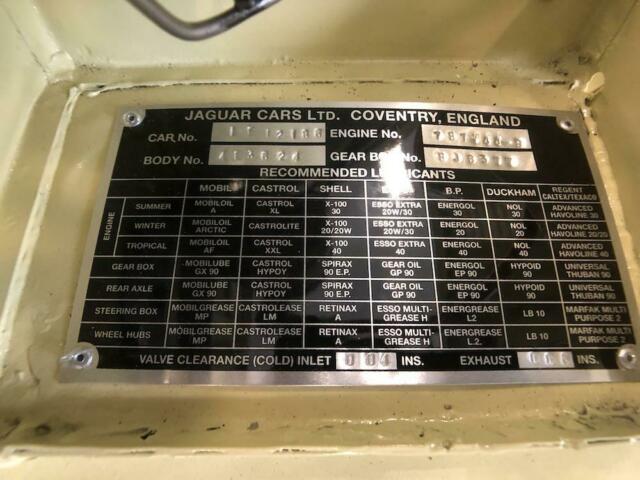 JAGUAR CARS LTD. COVENTRY, ENGLAND
CAR No. ENGINE No.
BODY No. GEAR BOX No.
RECOMMENDED LUBRICANTS
MOBIL CASTROL SHELL B.P. DUCKHAM REGENT CALTEX/TEXACO
ENGINE
SUMMER MOBILOIL A CASTROL XL X-100 30 ESSO EXTRA 20W/30 ENERGOL 30 NOL 30 ADVANCED HAVOLINE 30
WINTER MOBILOIL ARCTIC CASTROLITE X-100 20/20W ESSO EXTRA 20W/30 ENERGOL 20 NOL 20 ADVANCED HAVOLINE 20/20
TROPICAL MOBILOIL AF CASTROL XXL X-100 40 ESSO EXTRA 40 ENERGOL 40 NOL 40 ADVANCED HAVOLINE 40
GEAR BOX MOBILUBE GX 90 CASTROL HYPOY SPIRAX 90 E.P. GEAR OIL GP 90 ENERGOL EP 90 HYPOID 90 UNIVERSAL THUBAN 90
REAR AXLE MOBILUBE GX 90 CASTROL HYPOY SPIRAX 90 E.P. GEAR OIL GP 90 ENERGOL EP 90 HYPOID 90 UNIVERSAL THUBAN 90
STEERING BOX MOBILGREASE MP CASTROLEASE LM RETINAX A ESSO MULTI-GREASE H ENERGREASE L2 LB 10 MARFAK MULTI PURPOSE 2
WHEEL HUBS MOBILGREASE MP CASTROLEASE LM RETINAX A ESSO MULTI-GREASE H ENERGREASE L2. LB 10 MARFAK MULTI PURPOSE 2
VALVE CLEARANCE (COLD) INLET .004 INS. EXHAUST INS.